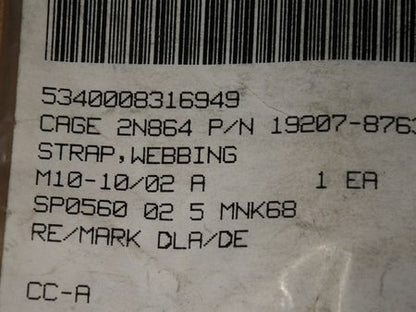 5340008316949
CAGE 2N864 P/N 19207-8763
STRAP,WEBBING
M10-10/02 A 1 EA
SP0560 02 5 MNK68
RE/MARK DLA/DE
CC-A